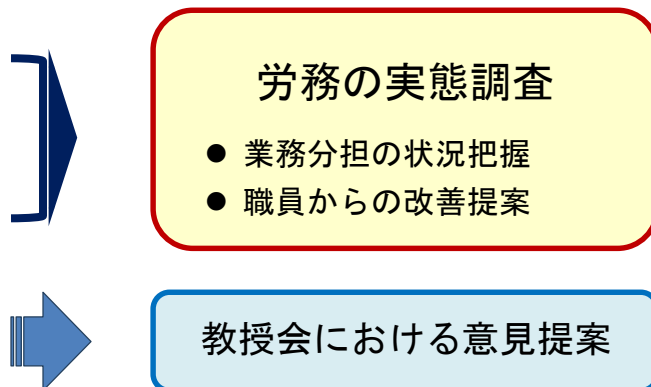 労務の実態調査
● 業務分担の状況把握
● 職員からの改善提案
教授会における意見提案